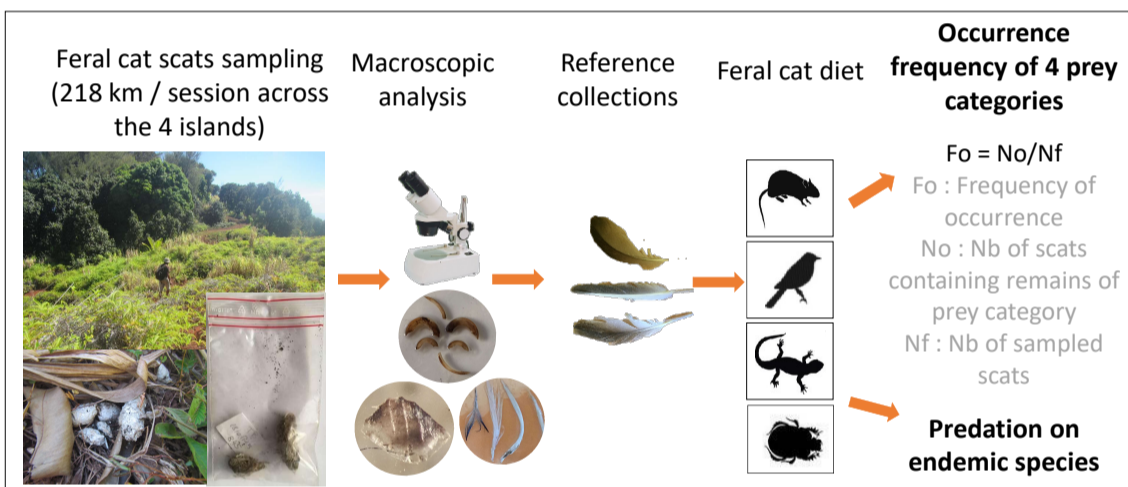 Feral cat scats sampling
(218 km / session across
the 4 islands)
Macroscopic
analysis
Reference
collections
Feral cat diet
Occurrence
frequency of 4 prey
categories
Fo = No/Nf
Fo : Frequency of
occurrence
No : Nb of scats
containing remains of
prey category
Nf : Nb of sampled
scats
Predation on
endemic species